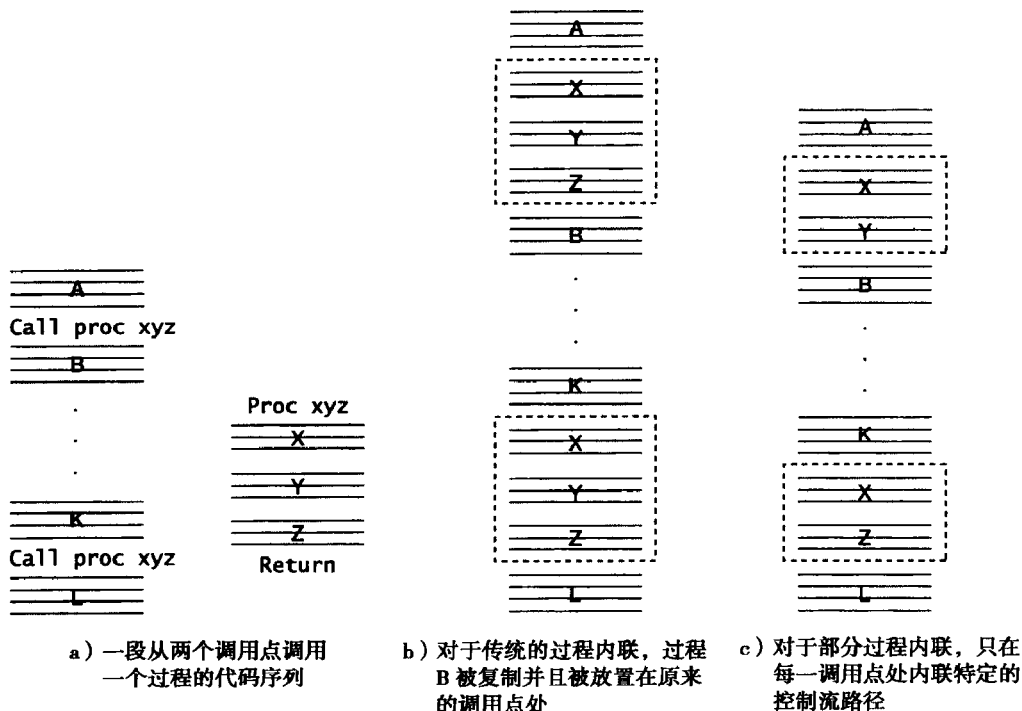 A
Call proc xyz
B
K
Call proc xyz
L
Proc xyz
X
Y
Z
Return
a）一段从两个调用点调用
一个过程的代码序列
A
X
Y
Z
B
K
X
Y
Z
L
b）对于传统的过程内联，过程
B 被复制并且被放置在原来
的调用点处
A
X
Y
B
K
X
Z
L
c）对于部分过程内联，只在
每一调用点处内联特定的
控制流路径